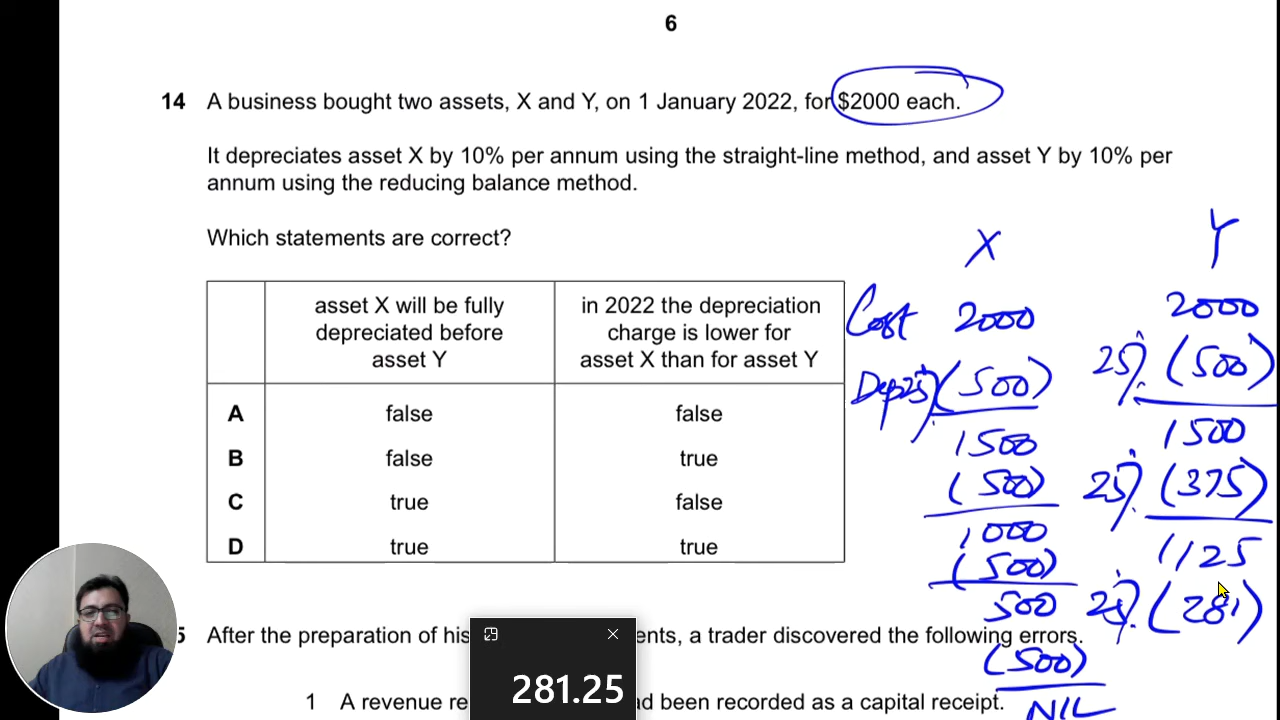 6
14 A business bought two assets, X and Y, on 1 January 2022, for $2000 each.
It depreciates asset X by 10% per annum using the straight-line method, and asset Y by 10% per
annum using the reducing balance method.
Which statements are correct?
asset X will be fully depreciated before asset Y
in 2022 the depreciation charge is lower for asset X than for asset Y
A false false
B false true
C true false
D true true
X Y
Cost 2000 2000
Dep 25% (500) 25% (500)
1500 1500
(500) 25% (375)
1000 1125
(500) 25% (281)
500
(500)
NIL
5 After the preparation of his ents, a trader discovered the following errors.
281.25
1 A revenue re ad been recorded as a capital receipt.